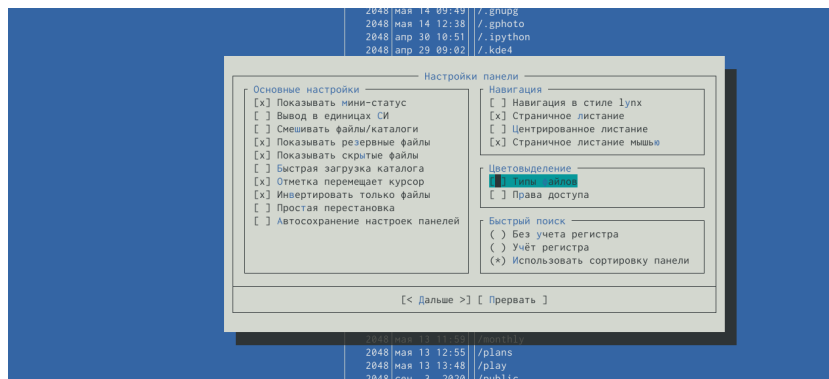 2048 мая 14 09:49 /.gnupg
2048 мая 14 12:38 /.gphoto
2048 апр 30 10:51 /.ipython
2048 апр 29 09:02 /.kde4
Настройки панели
Основные настройки
[x] Показывать мини-статус
[ ] Вывод в единицах СИ
[ ] Смешивать файлы/каталоги
[x] Показывать резервные файлы
[x] Показывать скрытые файлы
[ ] Быстрая загрузка каталога
[x] Отметка перемещает курсор
[x] Инвертировать только файлы
[ ] Простая перестановка
[ ] Автосохранение настроек панелей
Навигация
[ ] Навигация в стиле lynx
[x] Страничное листание
[ ] Центрированное листание
[x] Страничное листание мышью
Цветовыделение
[ ] Типы файлов
[ ] Права доступа
Быстрый поиск
( ) Без учета регистра
( ) Учёт регистра
(*) Использовать сортировку панели
[< Дальше >] [ Прервать ]
2048 мая 13 11:59 /monthly
2048 мая 13 12:55 /plans
2048 мая 13 13:48 /play
2048 сен 3 2020 /public